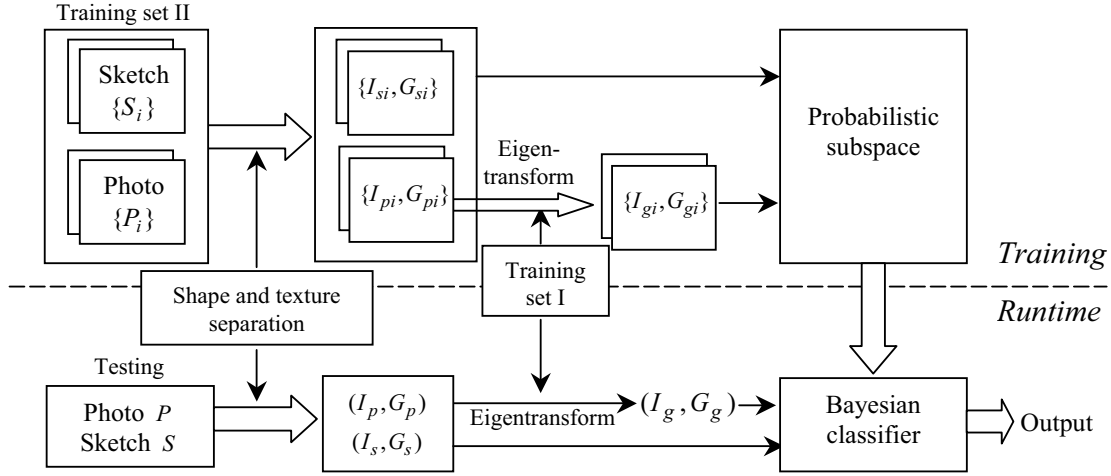 Training set II
Sketch
{S_i}
Photo
{P_i}
{I_si, G_si}
{I_pi, G_pi}
Eigen-
transform
{I_gi, G_gi}
Probabilistic
subspace
Training
Shape and texture
separation
Training
set I
Runtime
Testing
Photo P
Sketch S
(I_p, G_p)
(I_s, G_s)
Eigentransform
(I_g, G_g)
Bayesian
classifier
Output